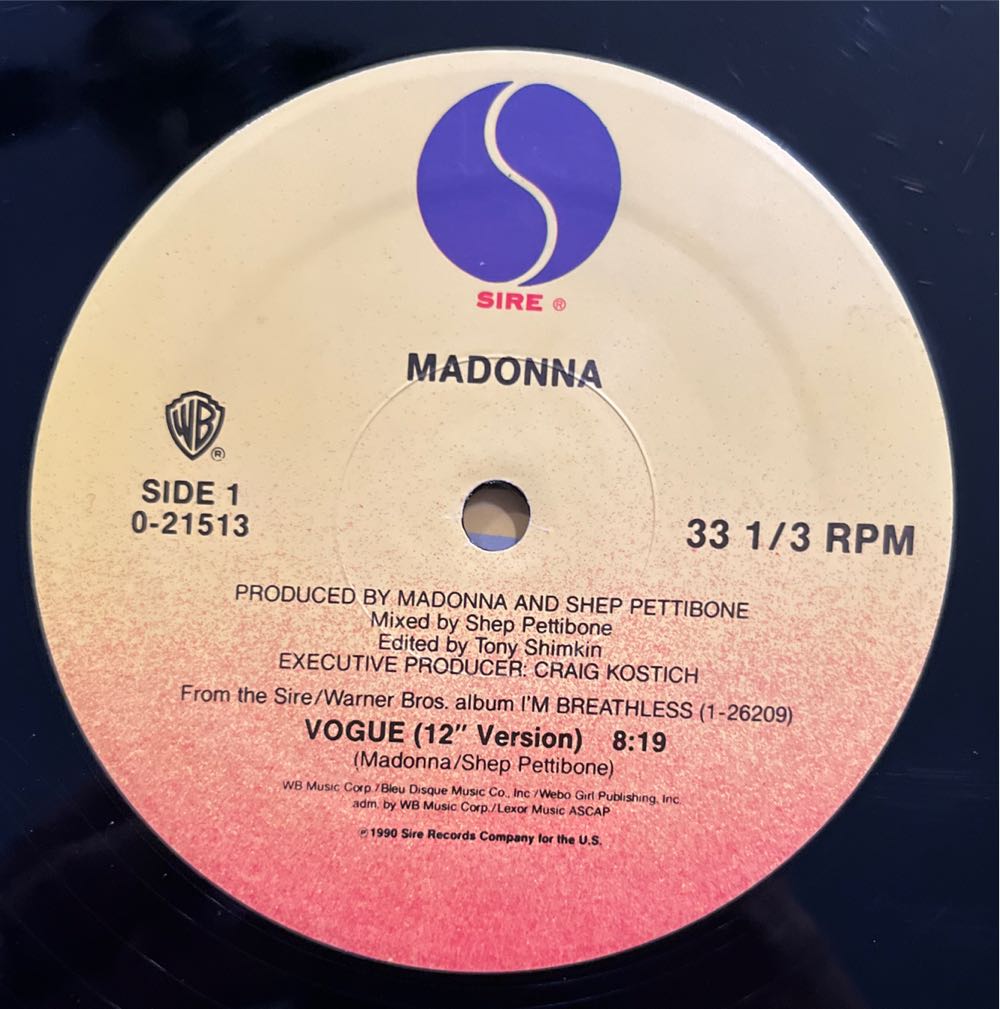 SIRE ®
MADONNA
WB ®
SIDE 1
0-21513
33 1/3 RPM
PRODUCED BY MADONNA AND SHEP PETTIBONE
Mixed by Shep Pettibone
Edited by Tony Shimkin
EXECUTIVE PRODUCER: CRAIG KOSTICH
From the Sire/Warner Bros. album I'M BREATHLESS (1-26209)
VOGUE (12" Version) 8:19
(Madonna/Shep Pettibone)
WB Music Corp./Bleu Disque Music Co., Inc./Webo Girl Publishing, Inc.
adm. by WB Music Corp./Lexor Music ASCAP
℗ 1990 Sire Records Company for the U.S.